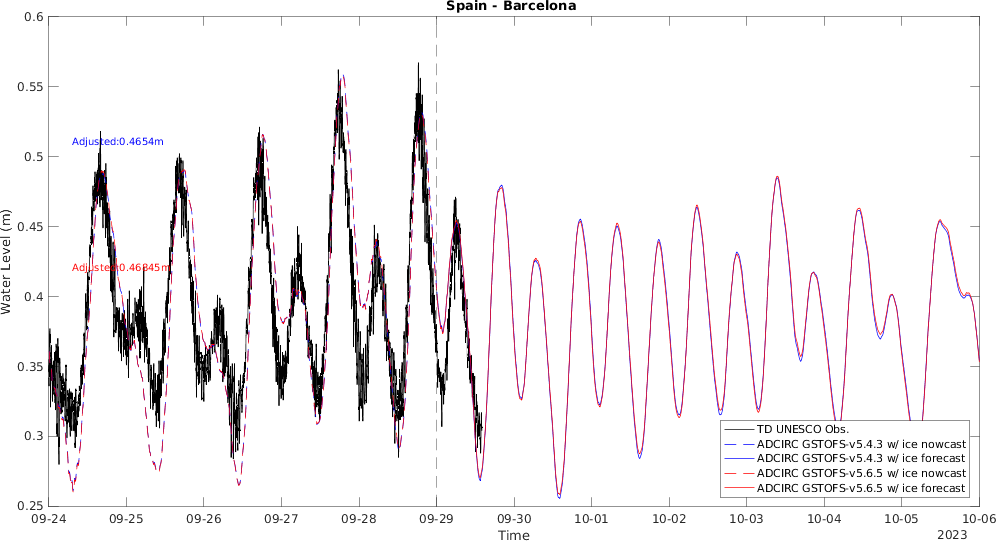 Spain - Barcelona
0.6
0.55
0.5
0.45
0.4
0.35
0.3
0.25
Water Level (m)
Adjusted:0.4654m
Adjusted:0.46845m
TD UNESCO Obs.
ADCIRC GSTOFS-v5.4.3 w/ ice nowcast
ADCIRC GSTOFS-v5.4.3 w/ ice forecast
ADCIRC GSTOFS-v5.6.5 w/ ice nowcast
ADCIRC GSTOFS-v5.6.5 w/ ice forecast
09-24 09-25 09-26 09-27 09-28 09-29 09-30 10-01 10-02 10-03 10-04 10-05 10-06
Time
2023